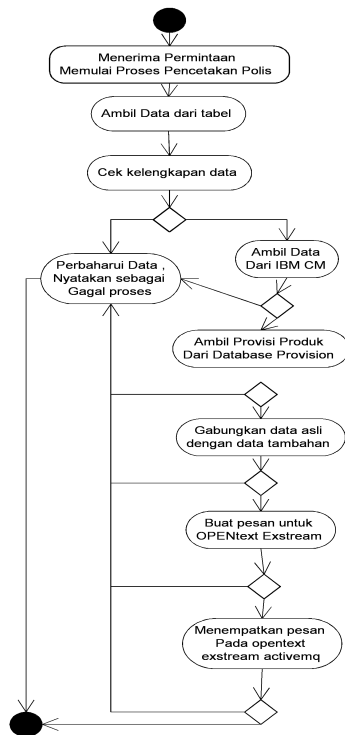 Menerima Permintaan
Memulai Proses Pencetakan Polis
Ambil Data dari tabel
Cek kelengkapan data
Perbaharui Data ,
Nyatakan sebagai
Gagal proses
Ambil Data
Dari IBM CM
Ambil Provisi Produk
Dari Database Provision
Gabungkan data asli
dengan data tambahan
Buat pesan untuk
OPENtext Exstream
Menempatkan pesan
Pada opentext
exstream activemq